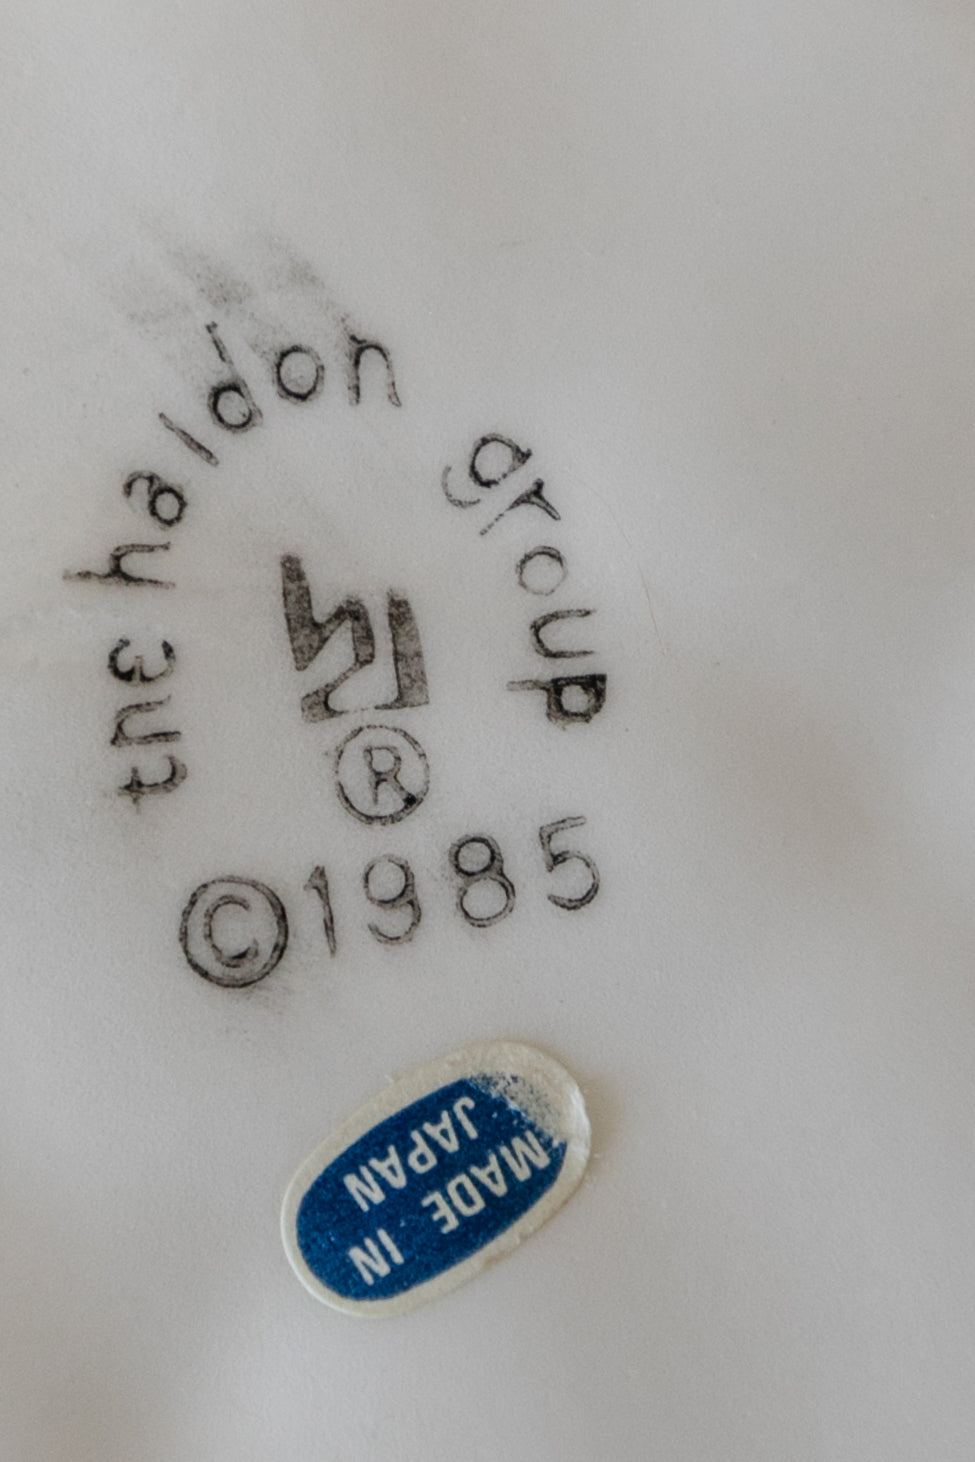 the haldon group
®
©1985
MADE IN
JAPAN